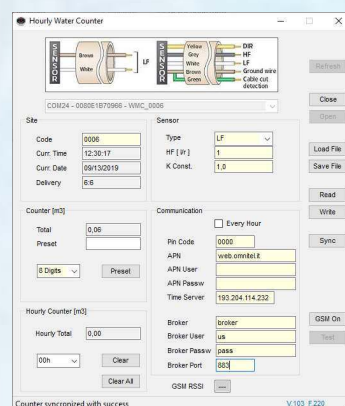 Hourly Water Counter
SENSOR
Brown
White
LF
SENSOR
Yellow
Grey
White
Brown
Green
DIR
HF
LF
Ground wire
Cable cut
detection
Refresh
COM24 - 0080E1B70966 - WMC_0006
Close
Open
Site
Code 0006
Curr. Time 12:30:17
Curr. Date 09/13/2019
Delivery 6:6
Sensor
Type LF
HF [ l/r ] 1
K Const. 1,0
Load File
Save File
Read
Write
Sync
Counter [m3]
Total 0,06
Preset
8 Digits Preset
Communication
Every Hour
Pin Code 0000
APN web.omnitel.it
APN User
APN Passw
Time Server 193.204.114.232
Broker broker
Broker User us
Broker Passw pass
Broker Port 883
GSM RSSI ---
Hourly Counter [m3]
Hourly Total 0,00
00h Clear
Clear All
GSM On
Test
Counter syncronized with success
V.103 F.220